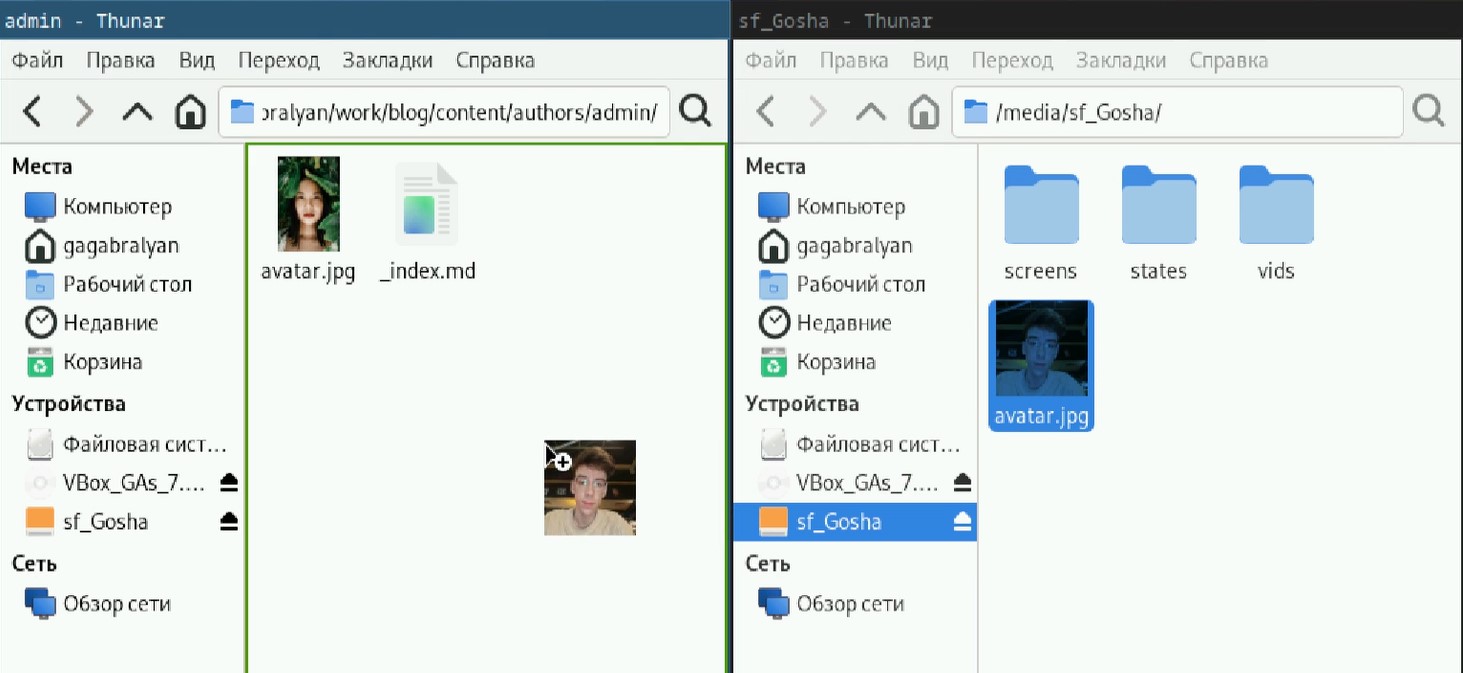 admin - Thunar
Файл Правка Вид Переход Закладки Справка
oralyan/work/blog/content/authors/admin/
Места
Компьютер
gagabralyan
Рабочий стол
Недавние
Корзина
Устройства
Файловая сист...
VBox_GAs_7....
sf_Gosha
Сеть
Обзор сети
avatar.jpg
_index.md
sf_Gosha - Thunar
Файл Правка Вид Переход Закладки Справка
/media/sf_Gosha/
Места
Компьютер
gagabralyan
Рабочий стол
Недавние
Корзина
Устройства
Файловая сист...
VBox_GAs_7....
sf_Gosha
Сеть
Обзор сети
screens
states
vids
avatar.jpg